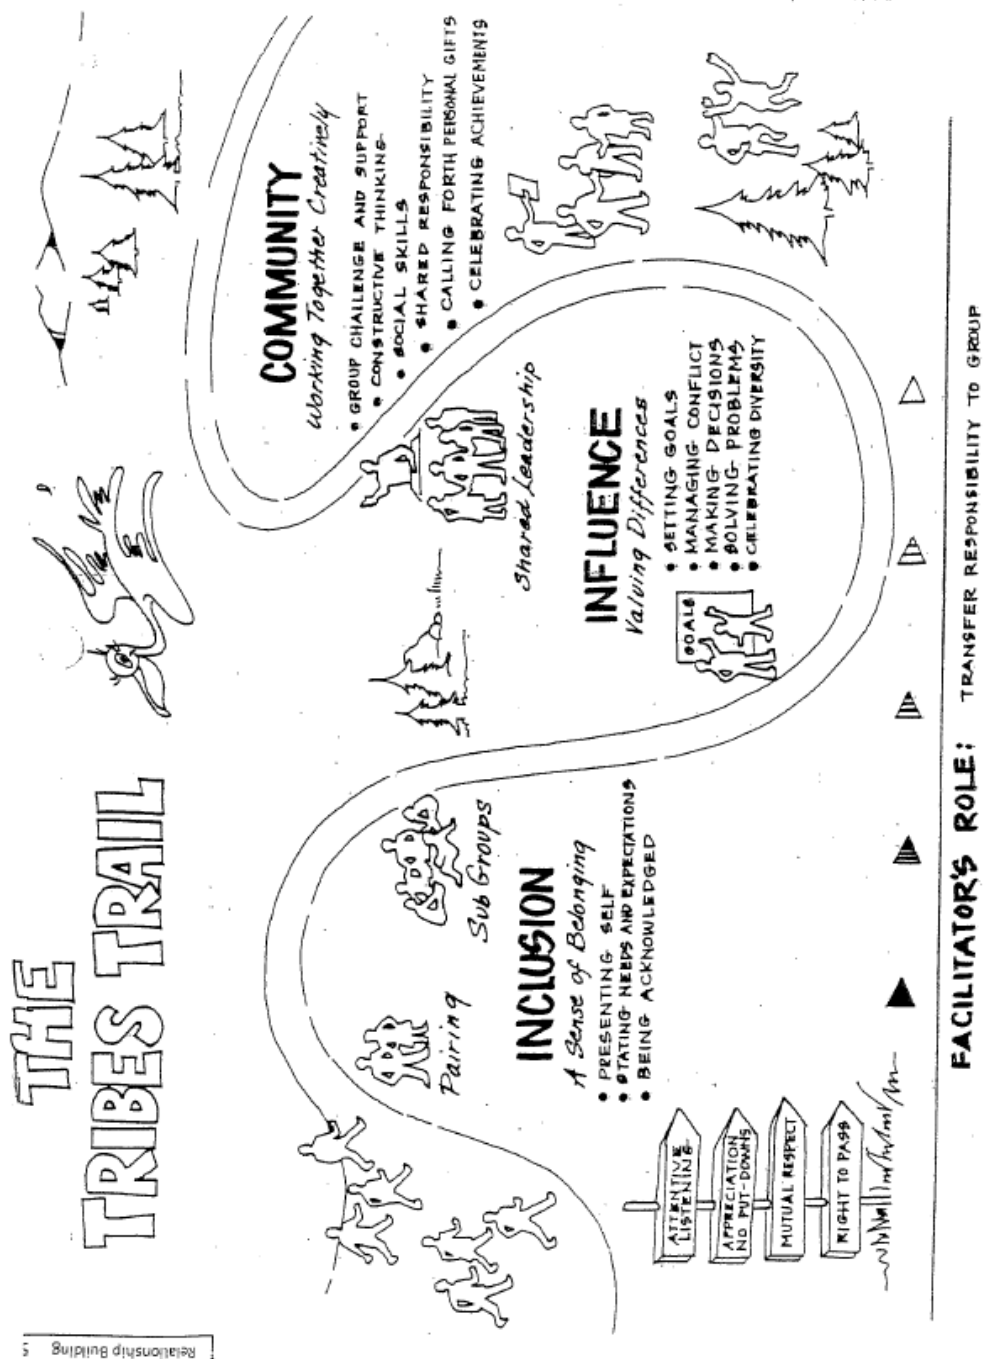 THE
TRIBES TRAIL
COMMUNITY
Working Together Creatively
• GROUP CHALLENGE AND SUPPORT
• CONSTRUCTIVE THINKING
• SOCIAL SKILLS
• SHARED RESPONSIBILITY
• CALLING FORTH PERSONAL GIFTS
• CELEBRATING ACHIEVEMENTS
Pairing
Sub Groups
Shared Leadership
INCLUSION
A Sense of Belonging
• PRESENTING SELF
• STATING NEEDS AND EXPECTATIONS
• BEING ACKNOWLEDGED
INFLUENCE
Valuing Differences
• SETTING GOALS
• MANAGING CONFLICT
• MAKING DECISIONS
• SOLVING PROBLEMS
• CELEBRATING DIVERSITY
GOALS
ATTENTIVE
LISTENING
APPRECIATION
NO PUT-DOWNS
MUTUAL RESPECT
RIGHT TO PASS
FACILITATOR'S ROLE: TRANSFER RESPONSIBILITY TO GROUP
Relationship Building